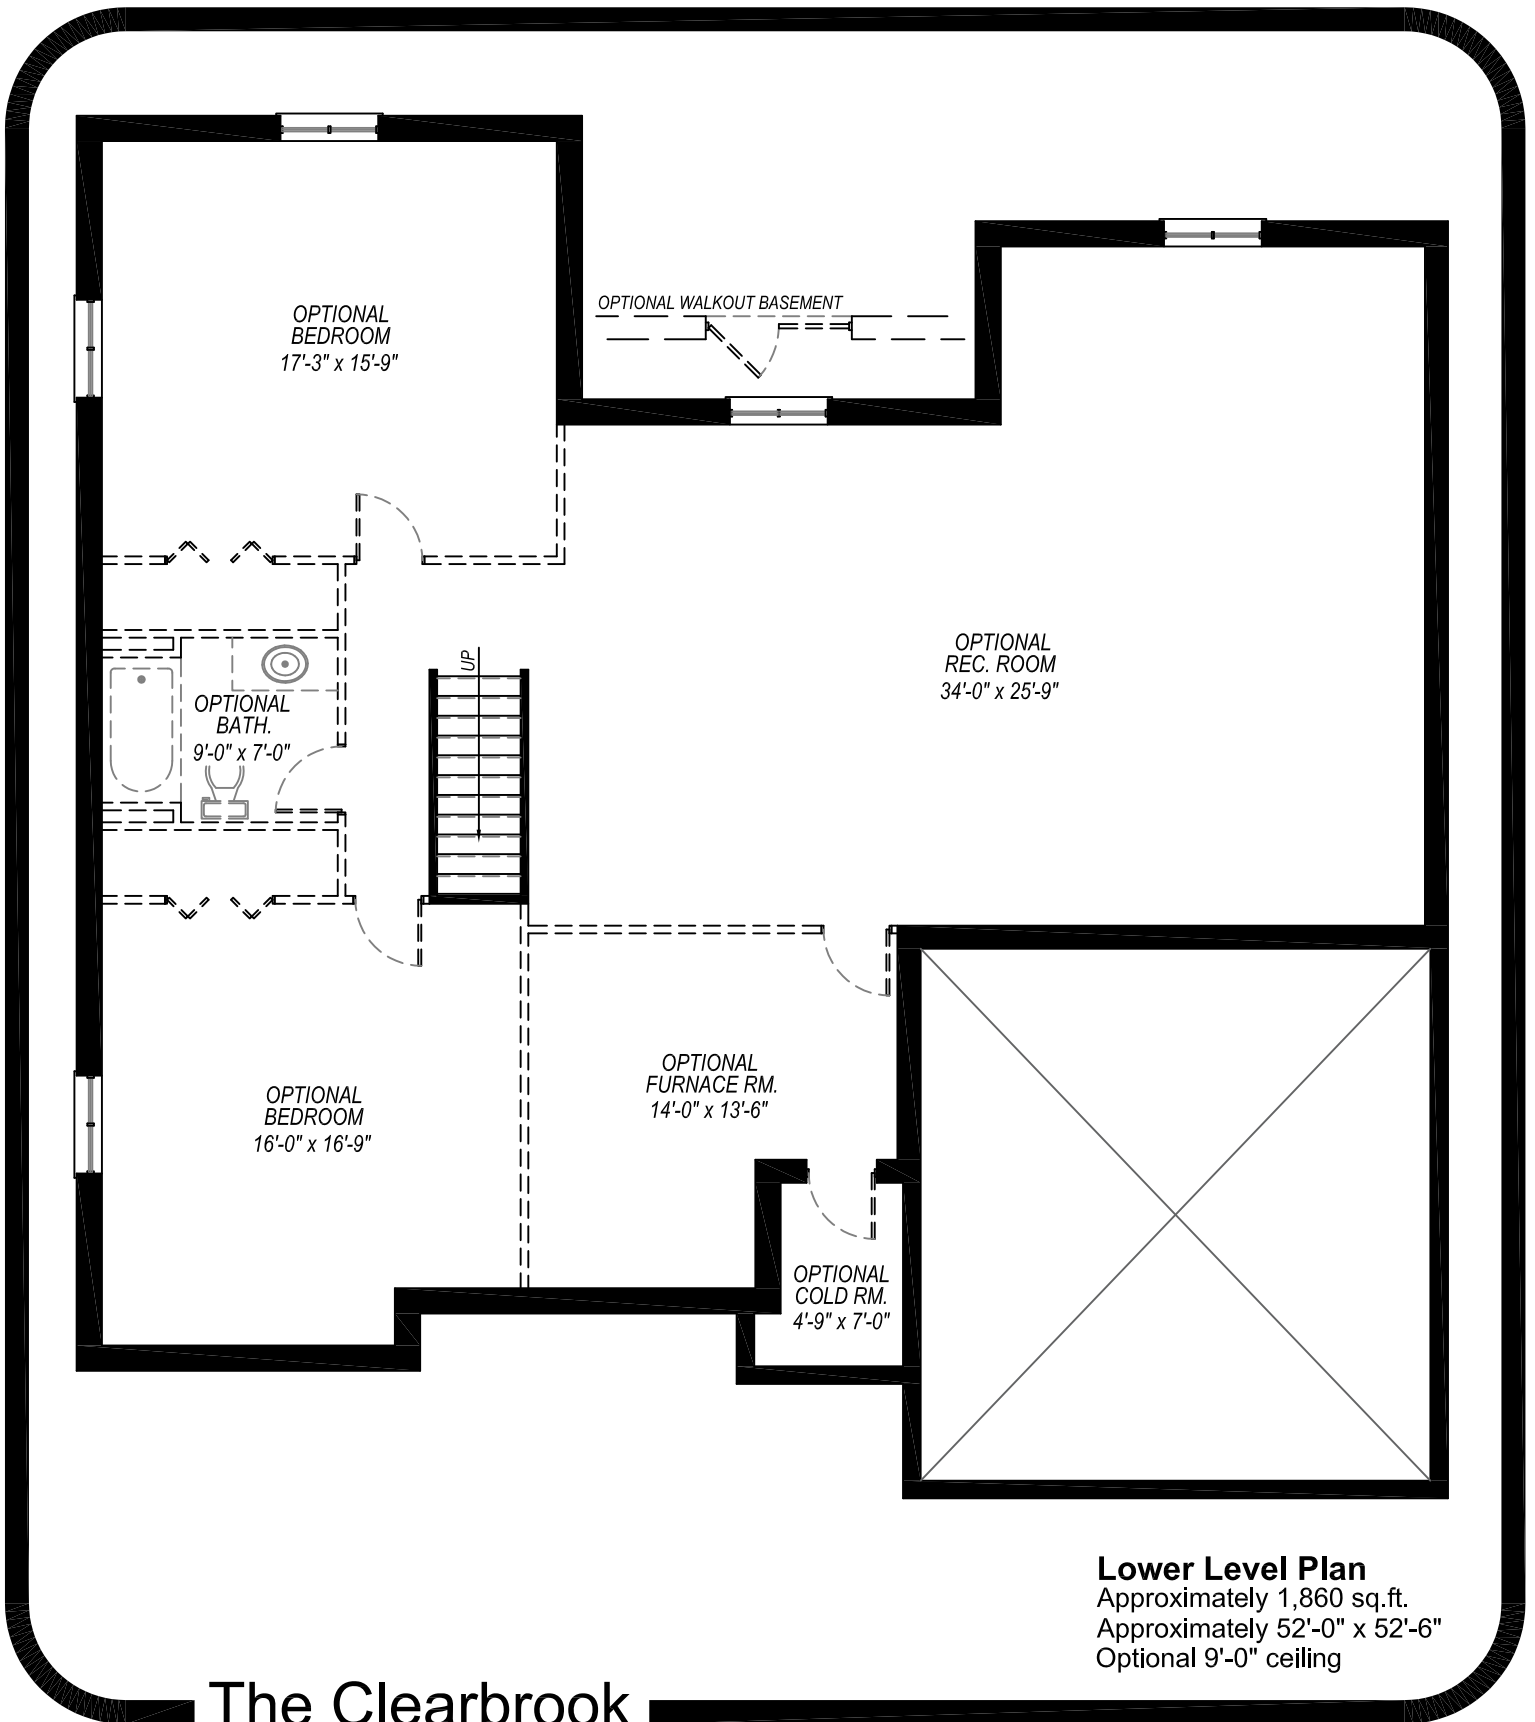 OPTIONAL
BEDROOM
17'-3" x 15'-9"
OPTIONAL WALKOUT BASEMENT
UP
OPTIONAL
REC. ROOM
34'-0" x 25'-9"
OPTIONAL
BATH.
9'-0" x 7'-0"
OPTIONAL
FURNACE RM.
14'-0" x 13'-6"
OPTIONAL
BEDROOM
16'-0" x 16'-9"
OPTIONAL
COLD RM.
4'-9" x 7'-0"
Lower Level Plan
Approximately 1,860 sq.ft.
Approximately 52'-0" x 52'-6"
Optional 9'-0" ceiling
The Clearbrook